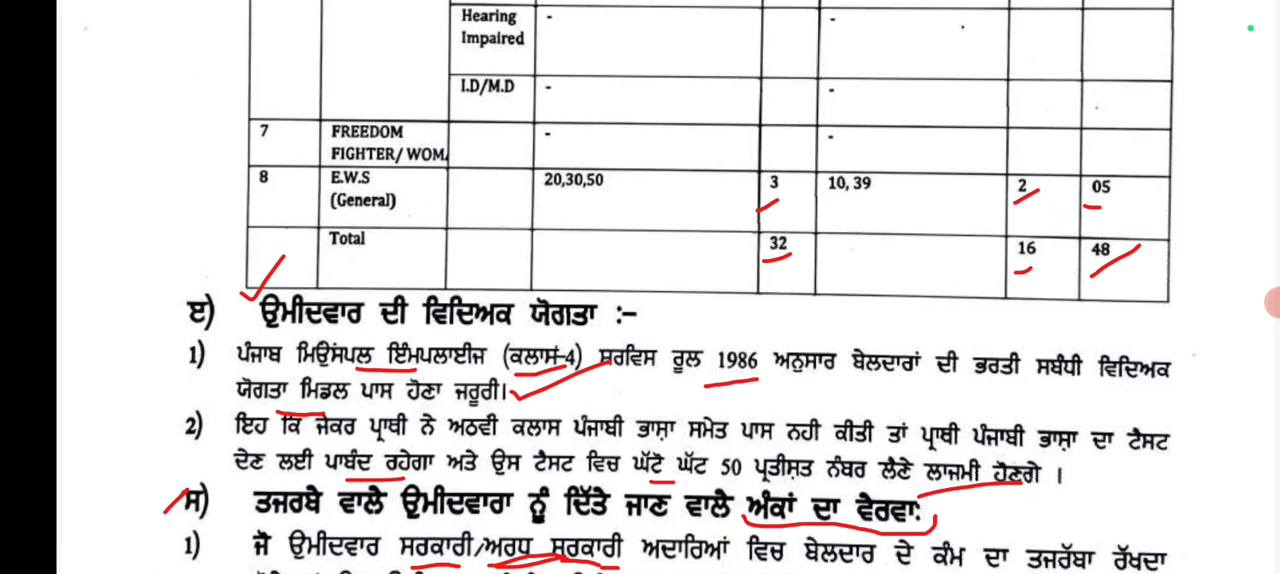 Hearing - -
Impaired
I.D/M.D - -
7 FREEDOM - -
FIGHTER/ WOM
8 E.W.S 20,30,50 3 10, 39 2 05
(General)
Total 32 16 48
ੲ) ਉਮੀਦਵਾਰ ਦੀ ਵਿਦਿਅਕ ਯੋਗਤਾ :-
1) ਪੰਜਾਬ ਮਿਉਂਸਪਲ ਇੰਮਪਲਾਈਜ (ਕਲਾਸ-4) ਸਰਵਿਸ ਰੂਲ 1986 ਅਨੁਸਾਰ ਬੇਲਦਾਰਾਂ ਦੀ ਭਰਤੀ ਸਬੰਧੀ ਵਿਦਿਅਕ
ਯੋਗਤਾ ਮਿਡਲ ਪਾਸ ਹੋਣਾ ਜਰੂਰੀ।
2) ਇਹ ਕਿ ਜੇਕਰ ਪ੍ਰਾਥੀ ਨੇ ਅਠਵੀ ਕਲਾਸ ਪੰਜਾਬੀ ਭਾਸ਼ਾ ਸਮੇਤ ਪਾਸ ਨਹੀ ਕੀਤੀ ਤਾਂ ਪ੍ਰਾਥੀ ਪੰਜਾਬੀ ਭਾਸ਼ਾ ਦਾ ਟੈਸਟ
ਦੇਣ ਲਈ ਪਾਬੰਦ ਰਹੇਗਾ ਅਤੇ ਉਸ ਟੈਸਟ ਵਿਚ ਘੱਟੋ ਘੱਟ 50 ਪ੍ਰਤੀਸ਼ਤ ਨੰਬਰ ਲੈਣੇ ਲਾਜਮੀ ਹੋਣਗੇ ।
ਸ) ਤਜਰਬੇ ਵਾਲੇ ਉਮੀਦਵਾਰਾ ਨੂੰ ਦਿੱਤੇ ਜਾਣ ਵਾਲੈ ਅੰਕਾਂ ਦਾ ਵੇਰਵਾ:
1) ਜੋ ਉਮੀਦਵਾਰ ਸਰਕਾਰੀ/ਅਰਧ ਸਰਕਾਰੀ ਅਦਾਰਿਆਂ ਵਿਚ ਬੇਲਦਾਰ ਦੇ ਕੰਮ ਦਾ ਤਜਰੱਬਾ ਰੱਖਦਾ